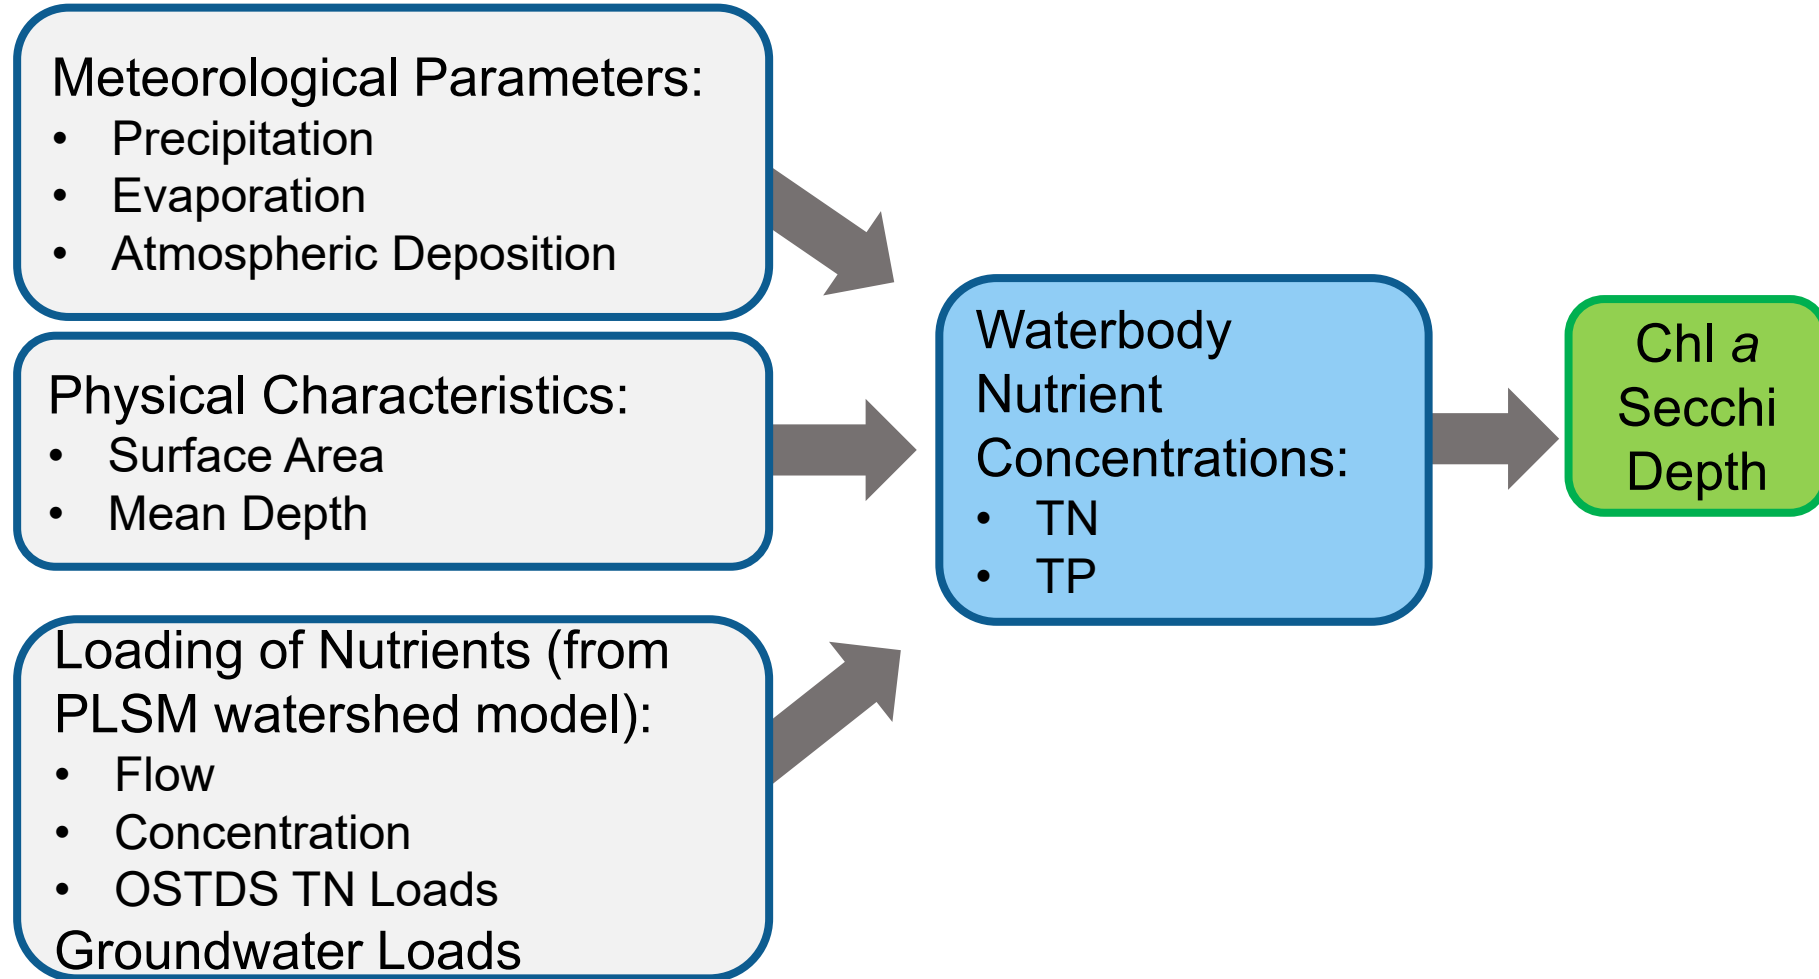 Meteorological Parameters:
• Precipitation
• Evaporation
• Atmospheric Deposition
Physical Characteristics:
• Surface Area
• Mean Depth
Loading of Nutrients (from
PLSM watershed model):
• Flow
• Concentration
• OSTDS TN Loads
Groundwater Loads
Waterbody
Nutrient
Concentrations:
• TN
• TP
Chl a
Secchi
Depth